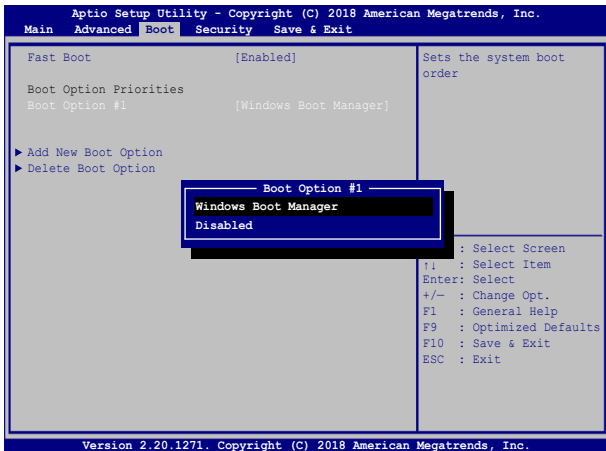 Aptio Setup Utility - Copyright (C) 2018 American Megatrends, Inc.
Main Advanced Boot Security Save & Exit
Fast Boot [Enabled]
Boot Option Priorities
Boot Option #1 [Windows Boot Manager]
► Add New Boot Option
► Delete Boot Option
Boot Option #1
Windows Boot Manager
Disabled
Sets the system boot
order
: Select Screen
↑↓ : Select Item
Enter: Select
+/— : Change Opt.
F1 : General Help
F9 : Optimized Defaults
F10 : Save & Exit
ESC : Exit
Version 2.20.1271. Copyright (C) 2018 American Megatrends, Inc.